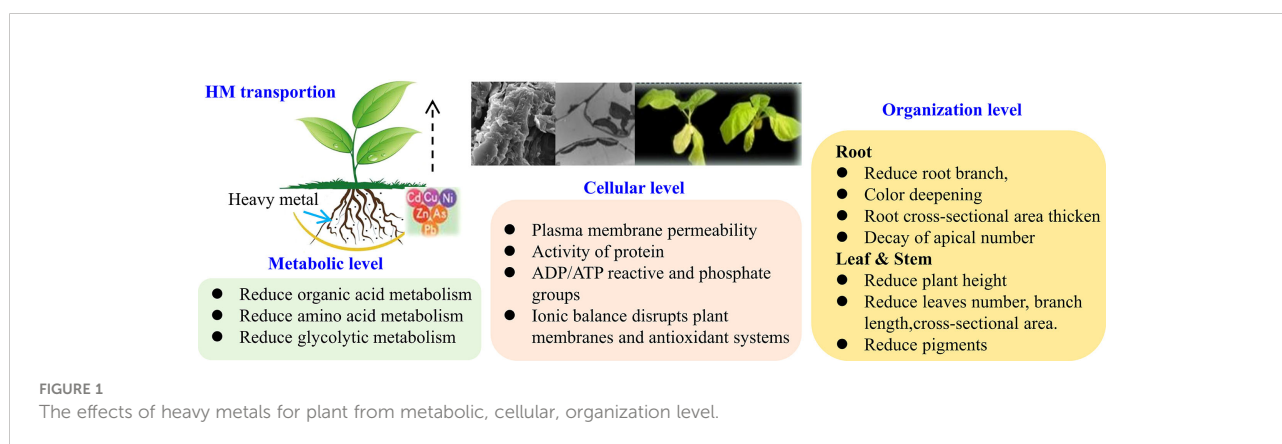 HM transportion
Heavy metal
Cd Cu Ni
Zn As
Pb
Metabolic level
● Reduce organic acid metabolism
● Reduce amino acid metabolism
● Reduce glycolytic metabolism
Cellular level
● Plasma membrane permeability
● Activity of protein
● ADP/ATP reactive and phosphate
groups
● Ionic balance disrupts plant
membranes and antioxidant systems
Organization level
Root
● Reduce root branch,
● Color deepening
● Root cross-sectional area thicken
● Decay of apical number
Leaf & Stem
● Reduce plant height
● Reduce leaves number, branch
length,cross-sectional area.
● Reduce pigments
FIGURE 1
The effects of heavy metals for plant from metabolic, cellular, organization level.